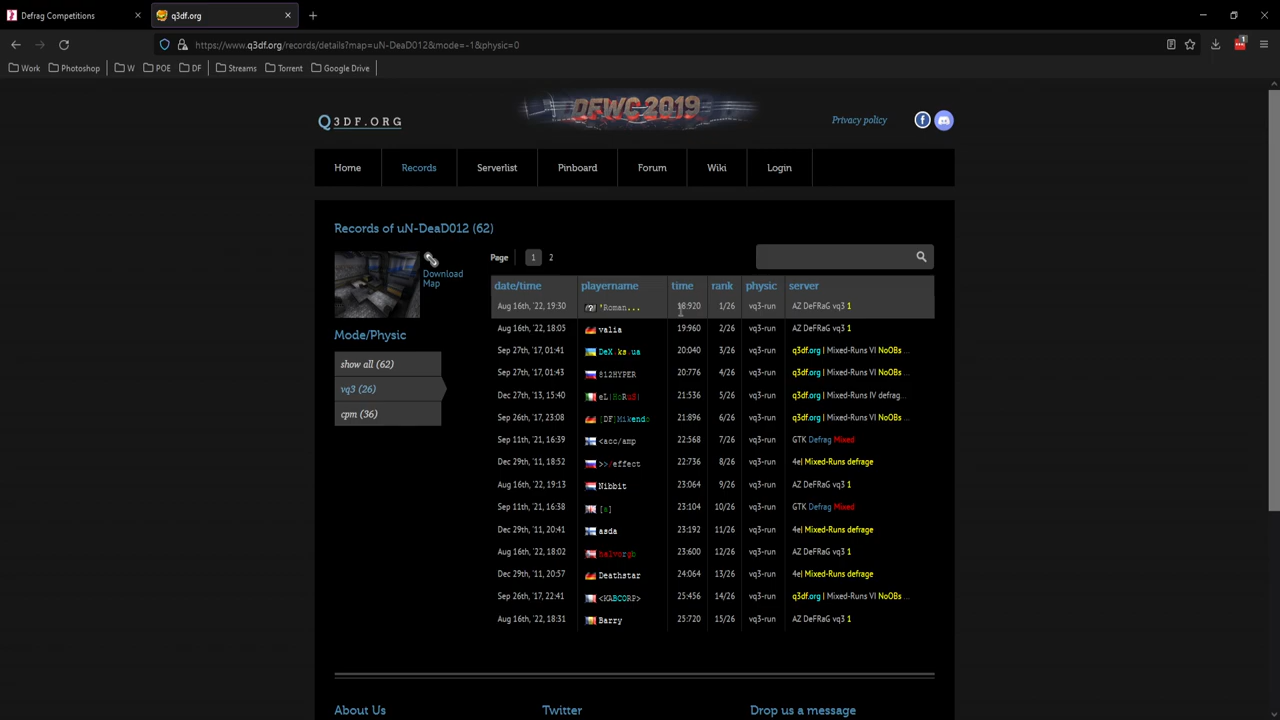 Defrag Competitions
q3df.org
https://www.q3df.org/records/details?map=uN-DeaD012&mode=-1&physic=0
1
Work Photoshop W POE DF Streams Torrent Google Drive
DFWC 2019
Q3DF.ORG
Privacy policy
Home Records Serverlist Pinboard Forum Wiki Login
Records of uN-DeaD012 (62)
Download Map
Page 1 2
Mode/Physic
show all (62)
vq3 (26)
cpm (36)
date/time playername time rank physic server
Aug 16th, '22, 19:30 'Roman... 18:920 1/26 vq3-run AZ DeFRaG vq3 1
Aug 16th, '22, 18:05 valia 19:960 2/26 vq3-run AZ DeFRaG vq3 1
Sep 27th, '17, 01:41 DeX.ks.ua 20:040 3/26 vq3-run q3df.org | Mixed-Runs VI NoOBs ...
Sep 27th, '17, 01:43 812HYPER 20:776 4/26 vq3-run q3df.org | Mixed-Runs VI NoOBs ...
Dec 27th, '13, 15:40 eL|HoRuS| 21:536 5/26 vq3-run q3df.org | Mixed-Runs IV defrag...
Sep 26th, '17, 23:08 [DF]Mikendo 21:896 6/26 vq3-run q3df.org | Mixed-Runs VI NoOBs ...
Sep 11th, '21, 16:39 <acc/amp 22:568 7/26 vq3-run GTK Defrag Mixed
Dec 29th, '11, 18:52 >>/effect 22:736 8/26 vq3-run 4el Mixed-Runs defrage
Aug 16th, '22, 19:13 Nibbit 23:064 9/26 vq3-run AZ DeFRaG vq3 1
Sep 11th, '21, 16:38 23:104 10/26 vq3-run GTK Defrag Mixed
Dec 29th, '11, 20:41 asda 23:192 11/26 vq3-run 4el Mixed-Runs defrage
Aug 16th, '22, 18:02 halvorgb 23:600 12/26 vq3-run AZ DeFRaG vq3 1
Dec 29th, '11, 20:57 Deathstar 24:064 13/26 vq3-run 4el Mixed-Runs defrage
Sep 26th, '17, 22:41 <KABCORP> 25:456 14/26 vq3-run q3df.org | Mixed-Runs VI NoOBs ...
Aug 16th, '22, 18:31 Barry 25:720 15/26 vq3-run AZ DeFRaG vq3 1
About Us Twitter Drop us a message